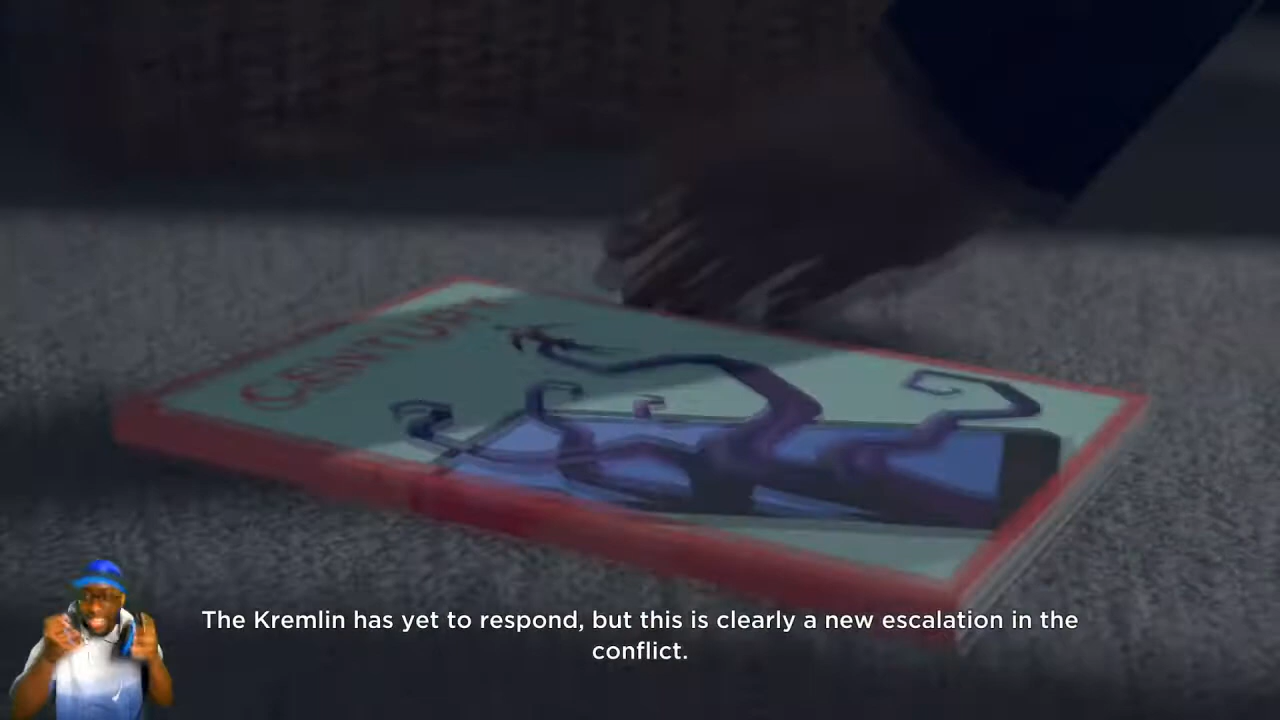 CENTURY
The Kremlin has yet to respond, but this is clearly a new escalation in the
conflict.